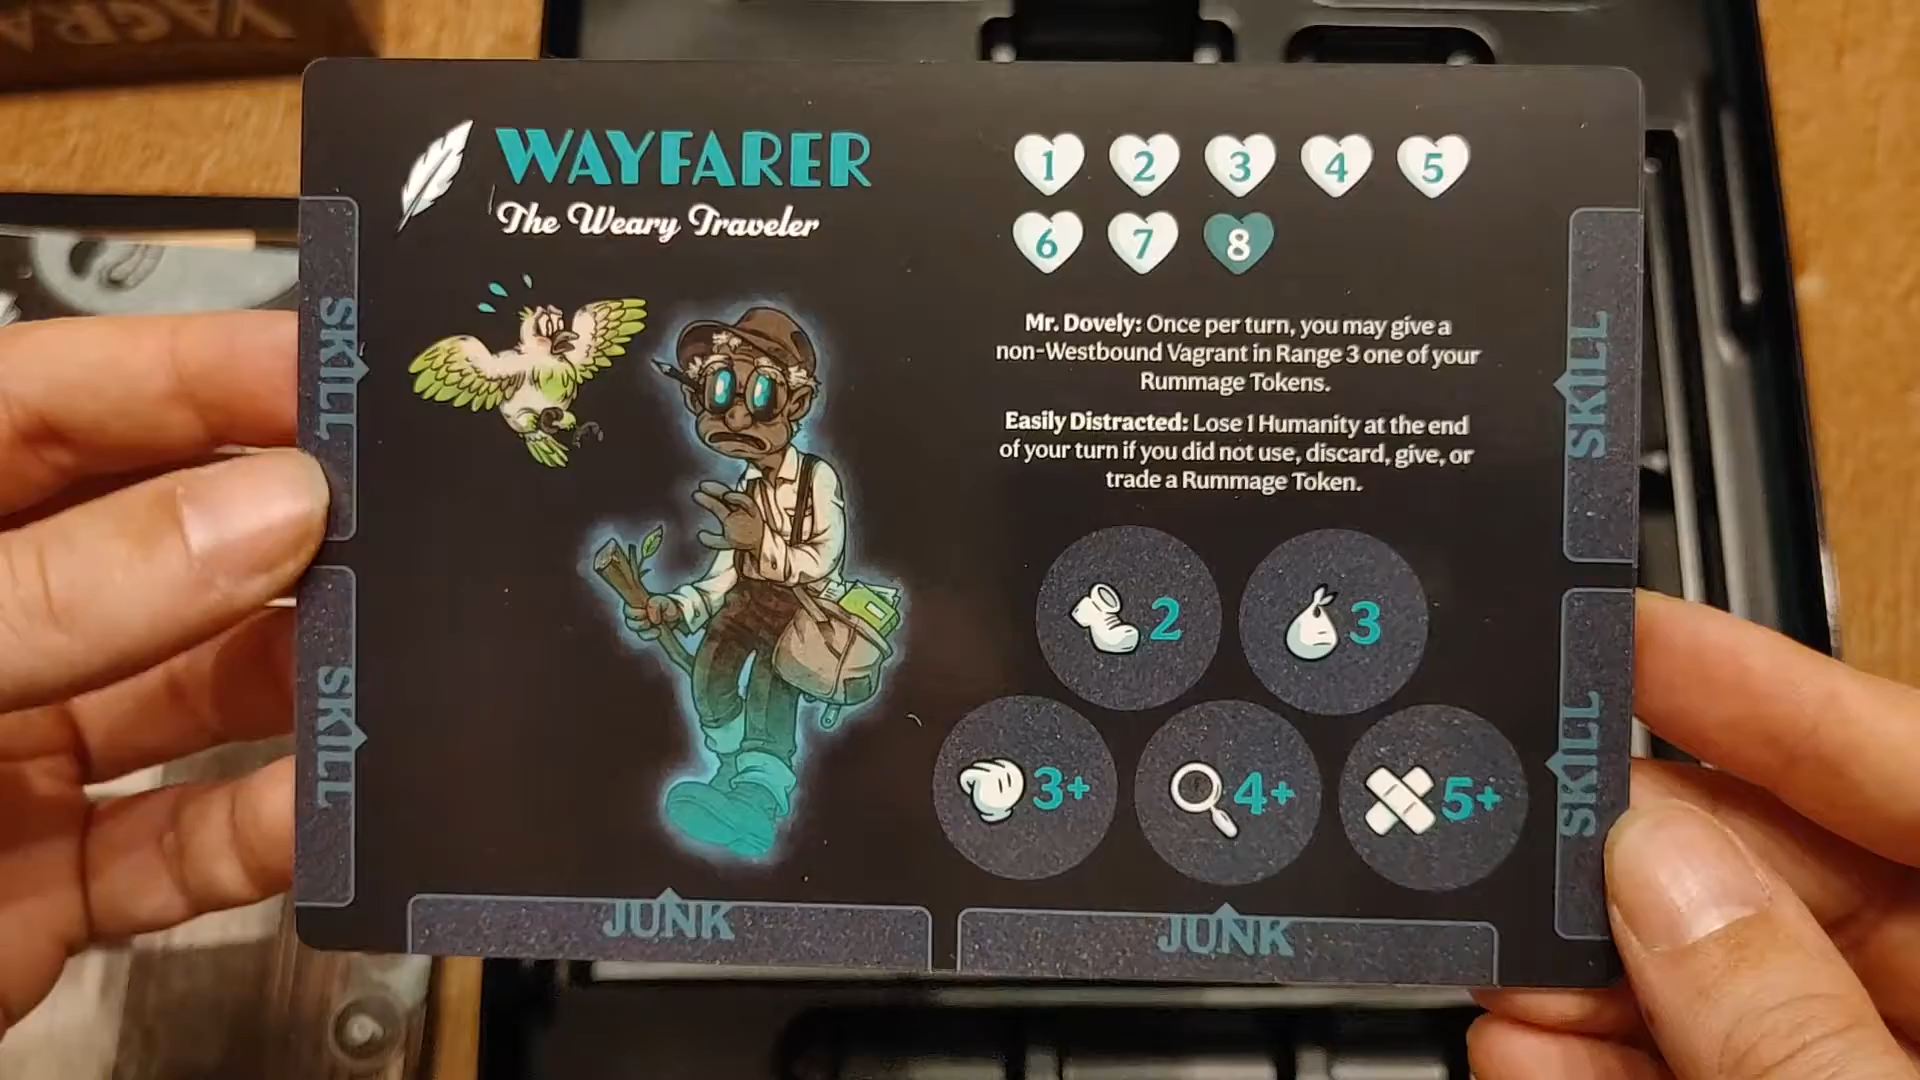 VAGRA
WAYFARER
The Weary Traveler
1 2 3 4 5
6 7 8
Mr. Dovely: Once per turn, you may give a
non-Westbound Vagrant in Range 3 one of your
Rummage Tokens.
Easily Distracted: Lose 1 Humanity at the end
of your turn if you did not use, discard, give, or
trade a Rummage Token.
2 3
3+ 4+ 5+
SKILL
SKILL
SKILL
SKILL
JUNK JUNK